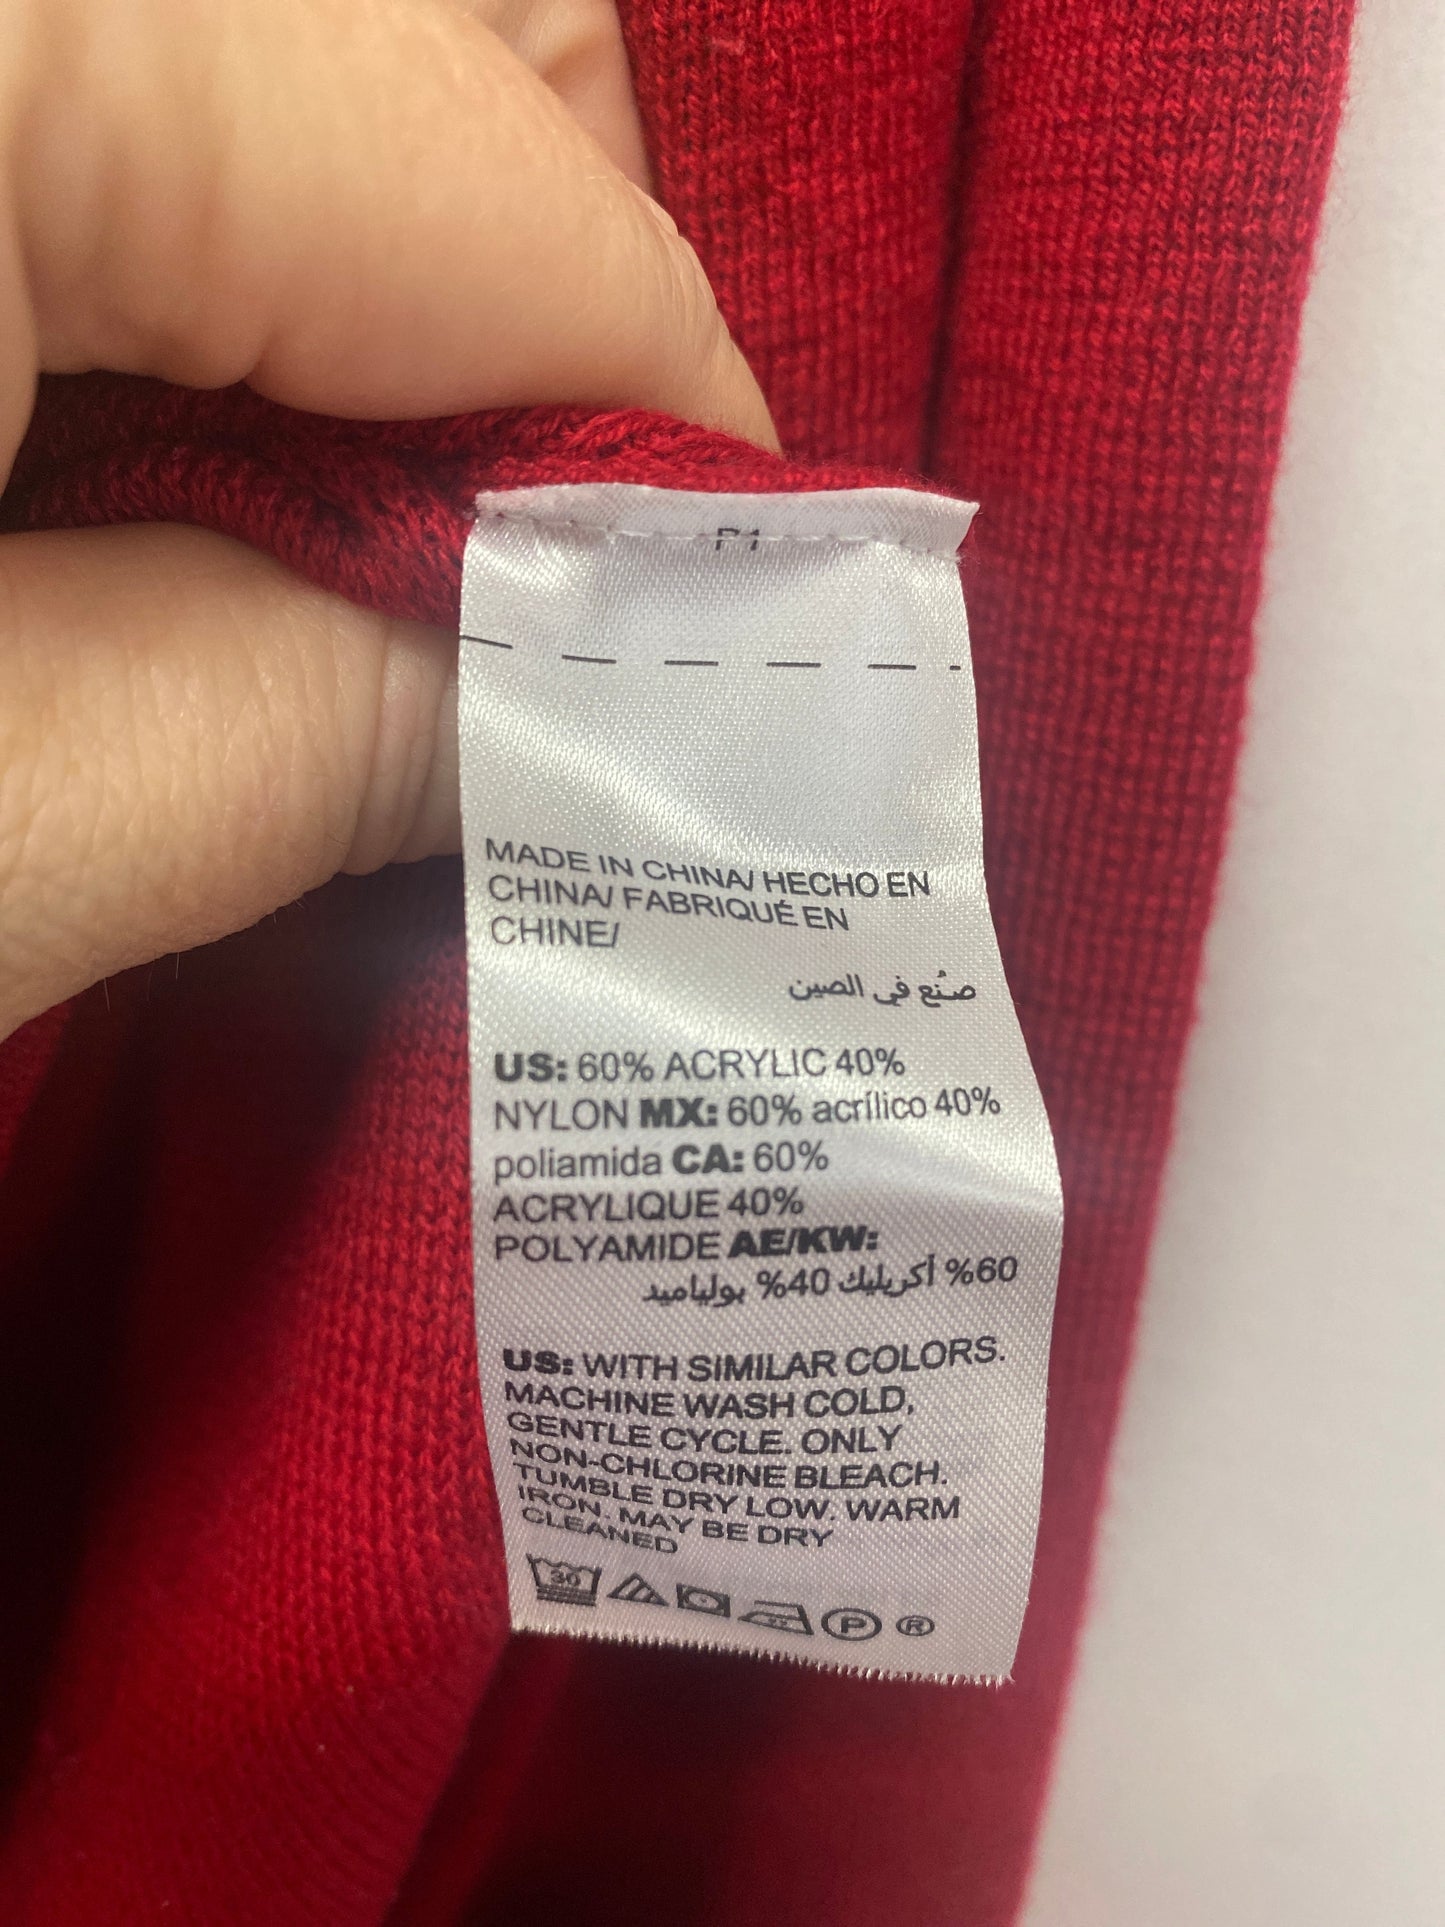 P1
MADE IN CHINA/ HECHO EN
CHINA/ FABRIQUÉ EN
CHINE/
صُنع في الصين
US: 60% ACRYLIC 40%
NYLON MX: 60% acrílico 40%
poliamida CA: 60%
ACRYLIQUE 40%
POLYAMIDE AE/KW:
60% أكريليك 40% بولياميد
US: WITH SIMILAR COLORS.
MACHINE WASH COLD,
GENTLE CYCLE. ONLY
NON-CHLORINE BLEACH.
TUMBLE DRY LOW. WARM
IRON. MAY BE DRY
CLEANED
30 P ®